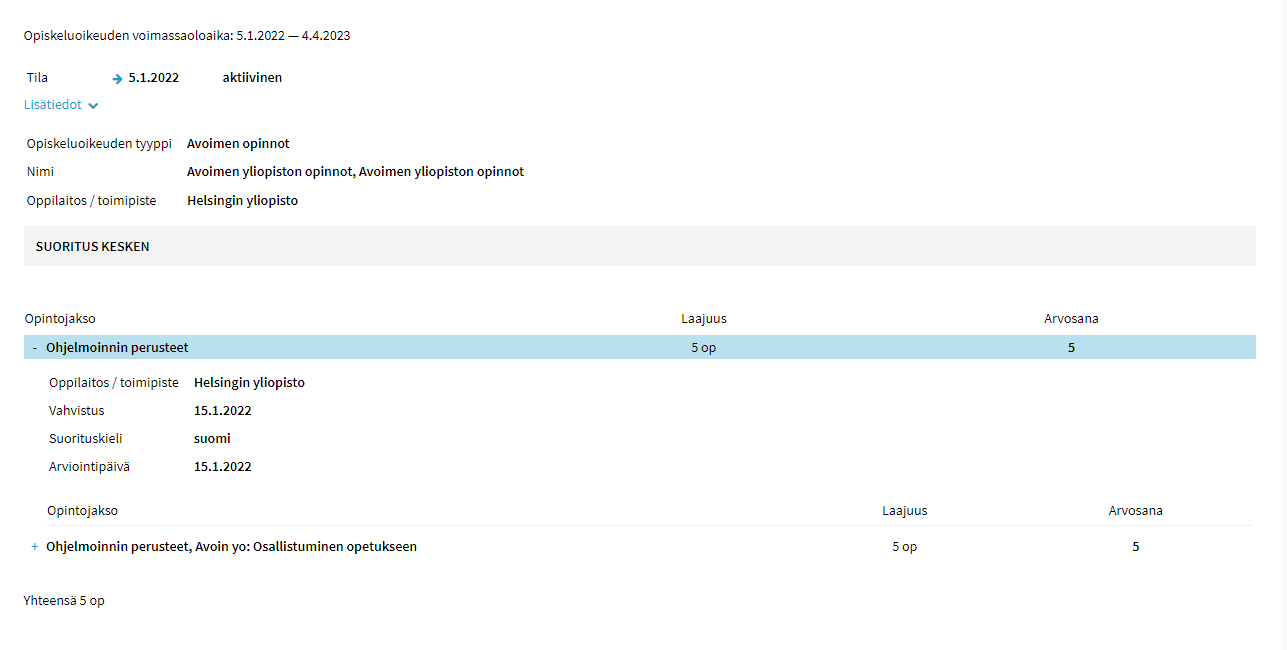 Opiskeluoikeuden voimassaoloaika: 5.1.2022 — 4.4.2023
Tila 5.1.2022 aktiivinen
Lisätiedot
Opiskeluoikeuden tyyppi Avoimen opinnot
Nimi Avoimen yliopiston opinnot, Avoimen yliopiston opinnot
Oppilaitos / toimipiste Helsingin yliopisto
SUORITUS KESKEN
Opintojakso Laajuus Arvosana
- Ohjelmoinnin perusteet 5 op 5
Oppilaitos / toimipiste Helsingin yliopisto
Vahvistus 15.1.2022
Suorituskieli suomi
Arviointipäivä 15.1.2022
Opintojakso Laajuus Arvosana
+ Ohjelmoinnin perusteet, Avoin yo: Osallistuminen opetukseen 5 op 5
Yhteensä 5 op